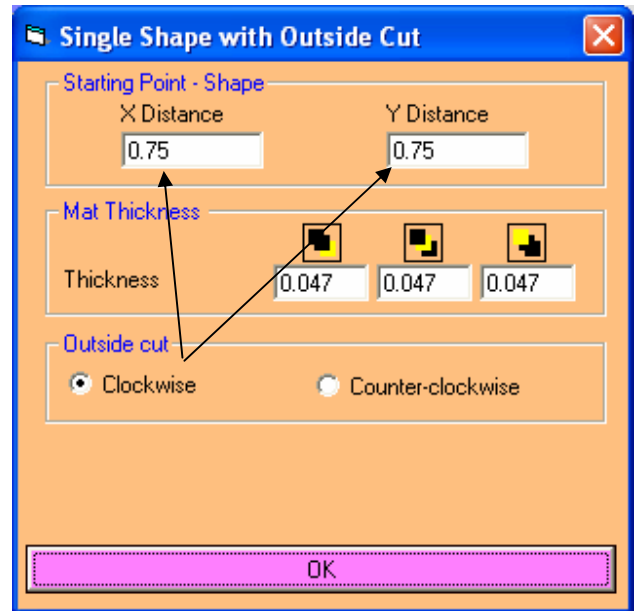 Single Shape with Outside Cut
Starting Point - Shape
X Distance Y Distance
0.75 0.75
Mat Thickness
Thickness 0.047 0.047 0.047
Outside cut
Clockwise Counter-clockwise
OK